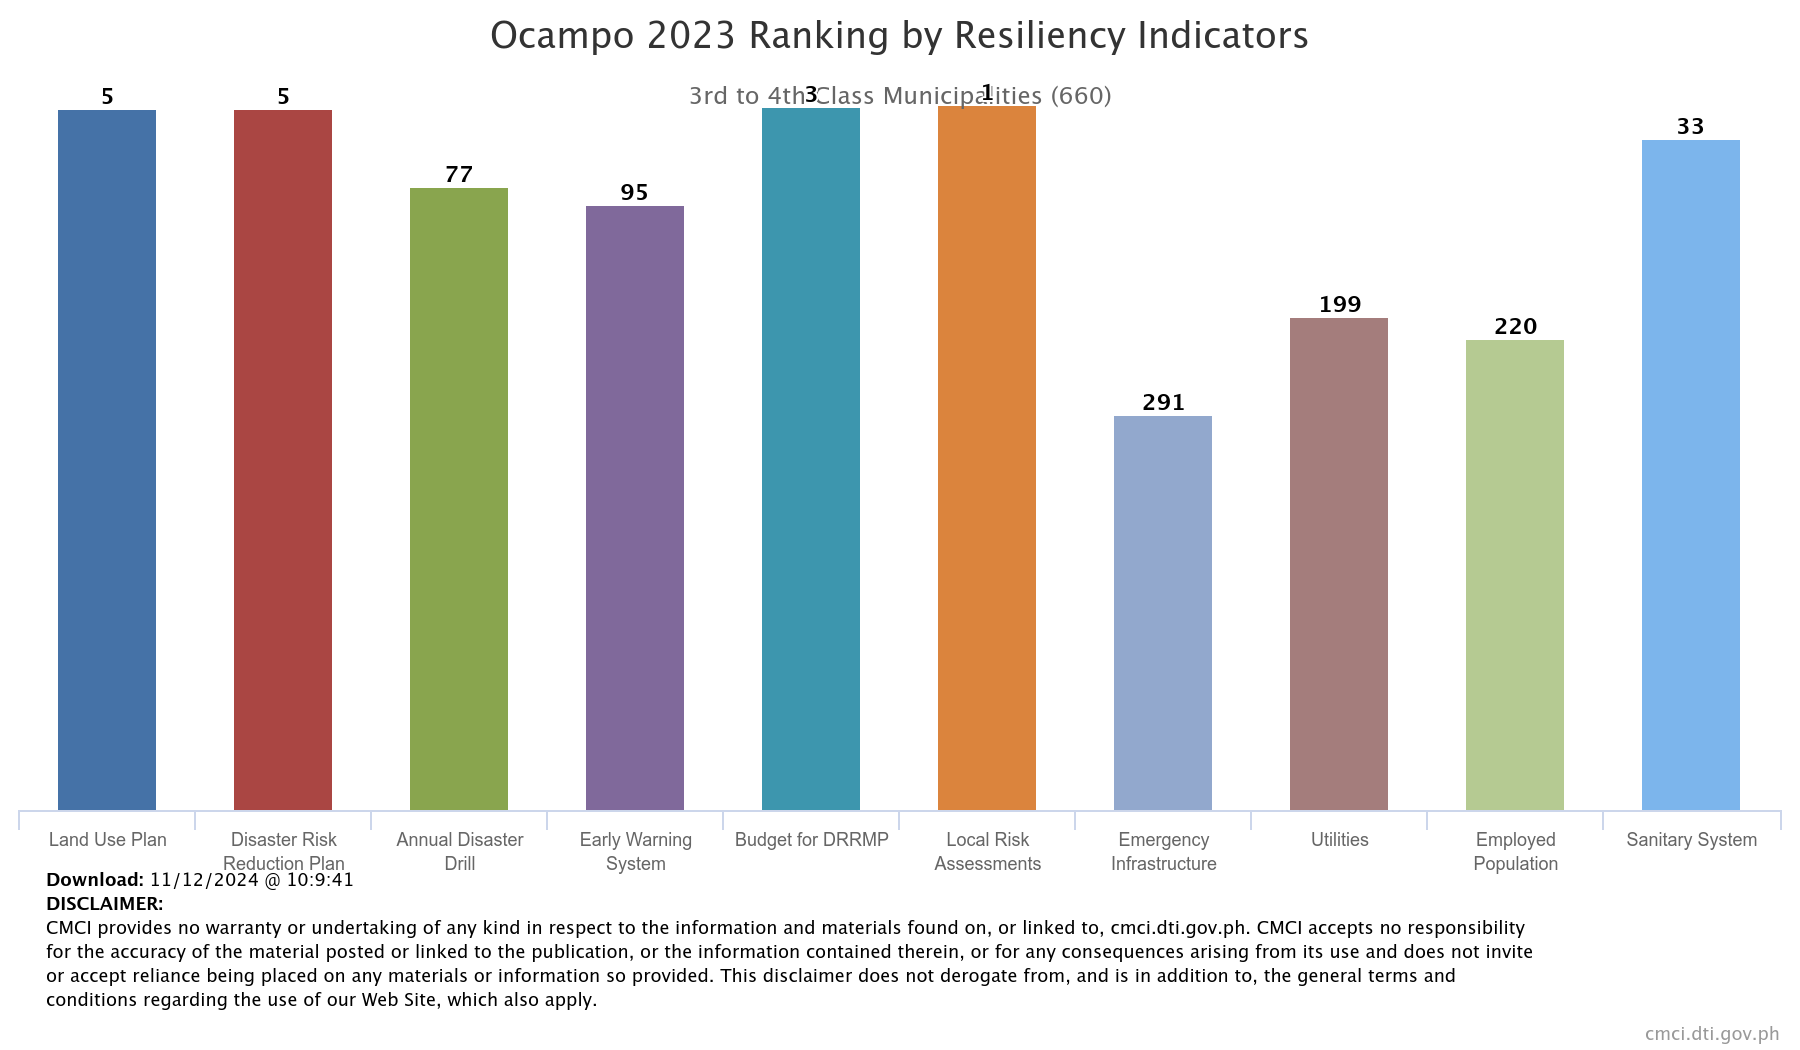 Ocampo 2023 Ranking by Resiliency Indicators
3rd to 4th Class Municipalities (660)
5
5
77
95
3
1
291
199
220
33
Land Use Plan
Disaster Risk
Reduction Plan
Annual Disaster
Drill
Early Warning
System
Budget for DRRMP
Local Risk
Assessments
Emergency
Infrastructure
Utilities
Employed
Population
Sanitary System
Download: 11/12/2024 @ 10:9:41
DISCLAIMER:
CMCI provides no warranty or undertaking of any kind in respect to the information and materials found on, or linked to, cmci.dti.gov.ph. CMCI accepts no responsibility
for the accuracy of the material posted or linked to the publication, or the information contained therein, or for any consequences arising from its use and does not invite
or accept reliance being placed on any materials or information so provided. This disclaimer does not derogate from, and is in addition to, the general terms and
conditions regarding the use of our Web Site, which also apply.
cmci.dti.gov.ph